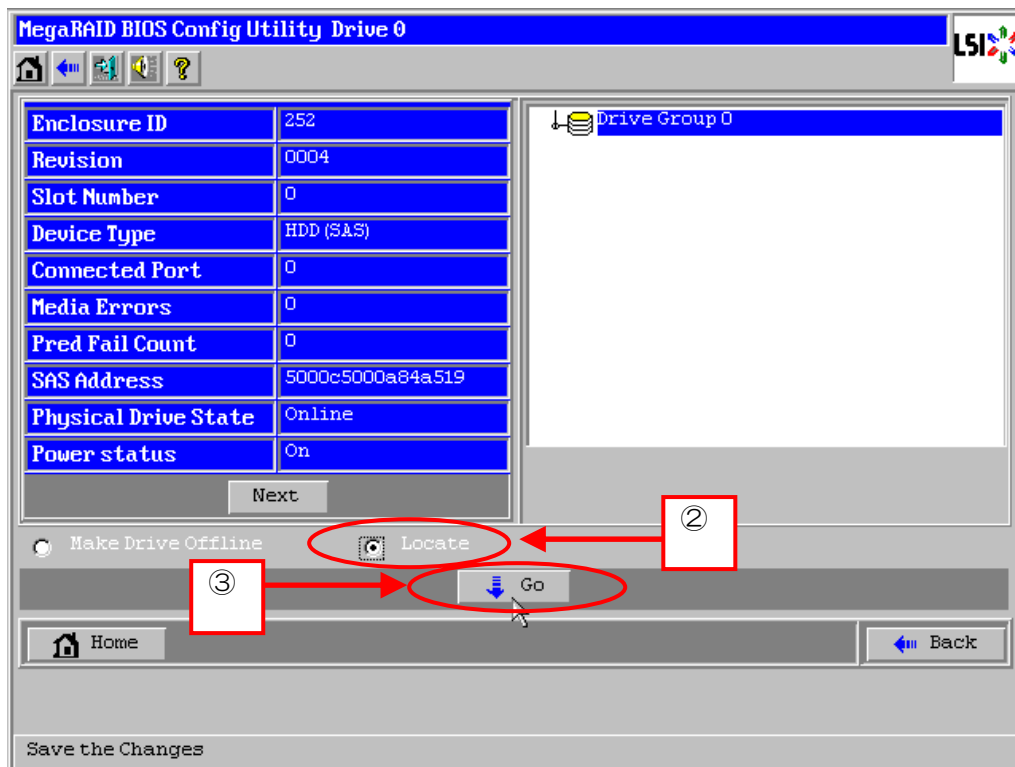 MegaRAID BIOS Config Utility Drive 0
LSI
Enclosure ID 252
Revision 0004
Slot Number 0
Device Type HDD (SAS)
Connected Port 0
Media Errors 0
Pred Fail Count 0
SAS Address 5000c5000a84a519
Physical Drive State Online
Power status On
Next
Drive Group 0
②
Make Drive Offline Locate
③
Go
Home Back
Save the Changes